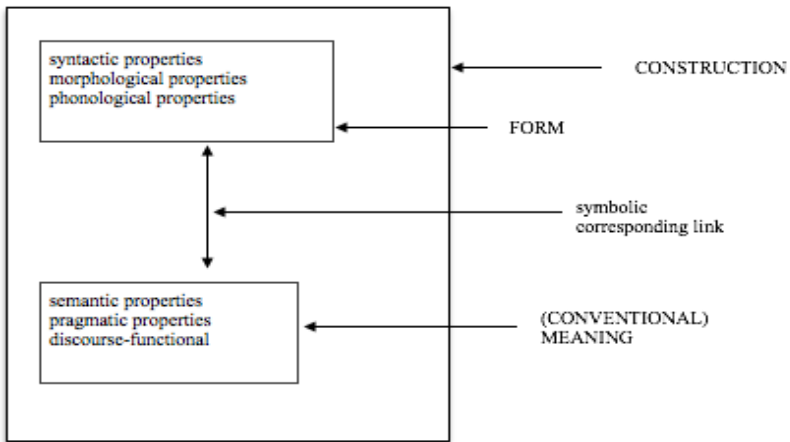 syntactic properties
morphological properties
phonological properties
CONSTRUCTION
FORM
symbolic
corresponding link
semantic properties
pragmatic properties
discourse-functional
(CONVENTIONAL)
MEANING